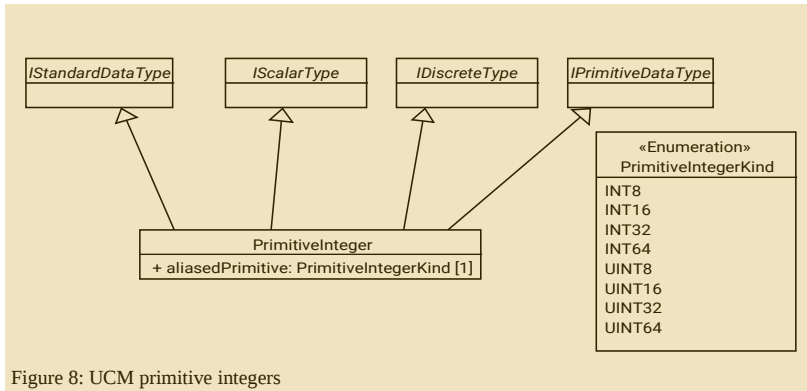 IStandardDataType
IScalarType
IDiscreteType
IPrimitiveDataType
«Enumeration»
PrimitiveIntegerKind
INT8
INT16
INT32
INT64
UINT8
UINT16
UINT32
UINT64
PrimitiveInteger
+ aliasedPrimitive: PrimitiveIntegerKind [1]
Figure 8: UCM primitive integers